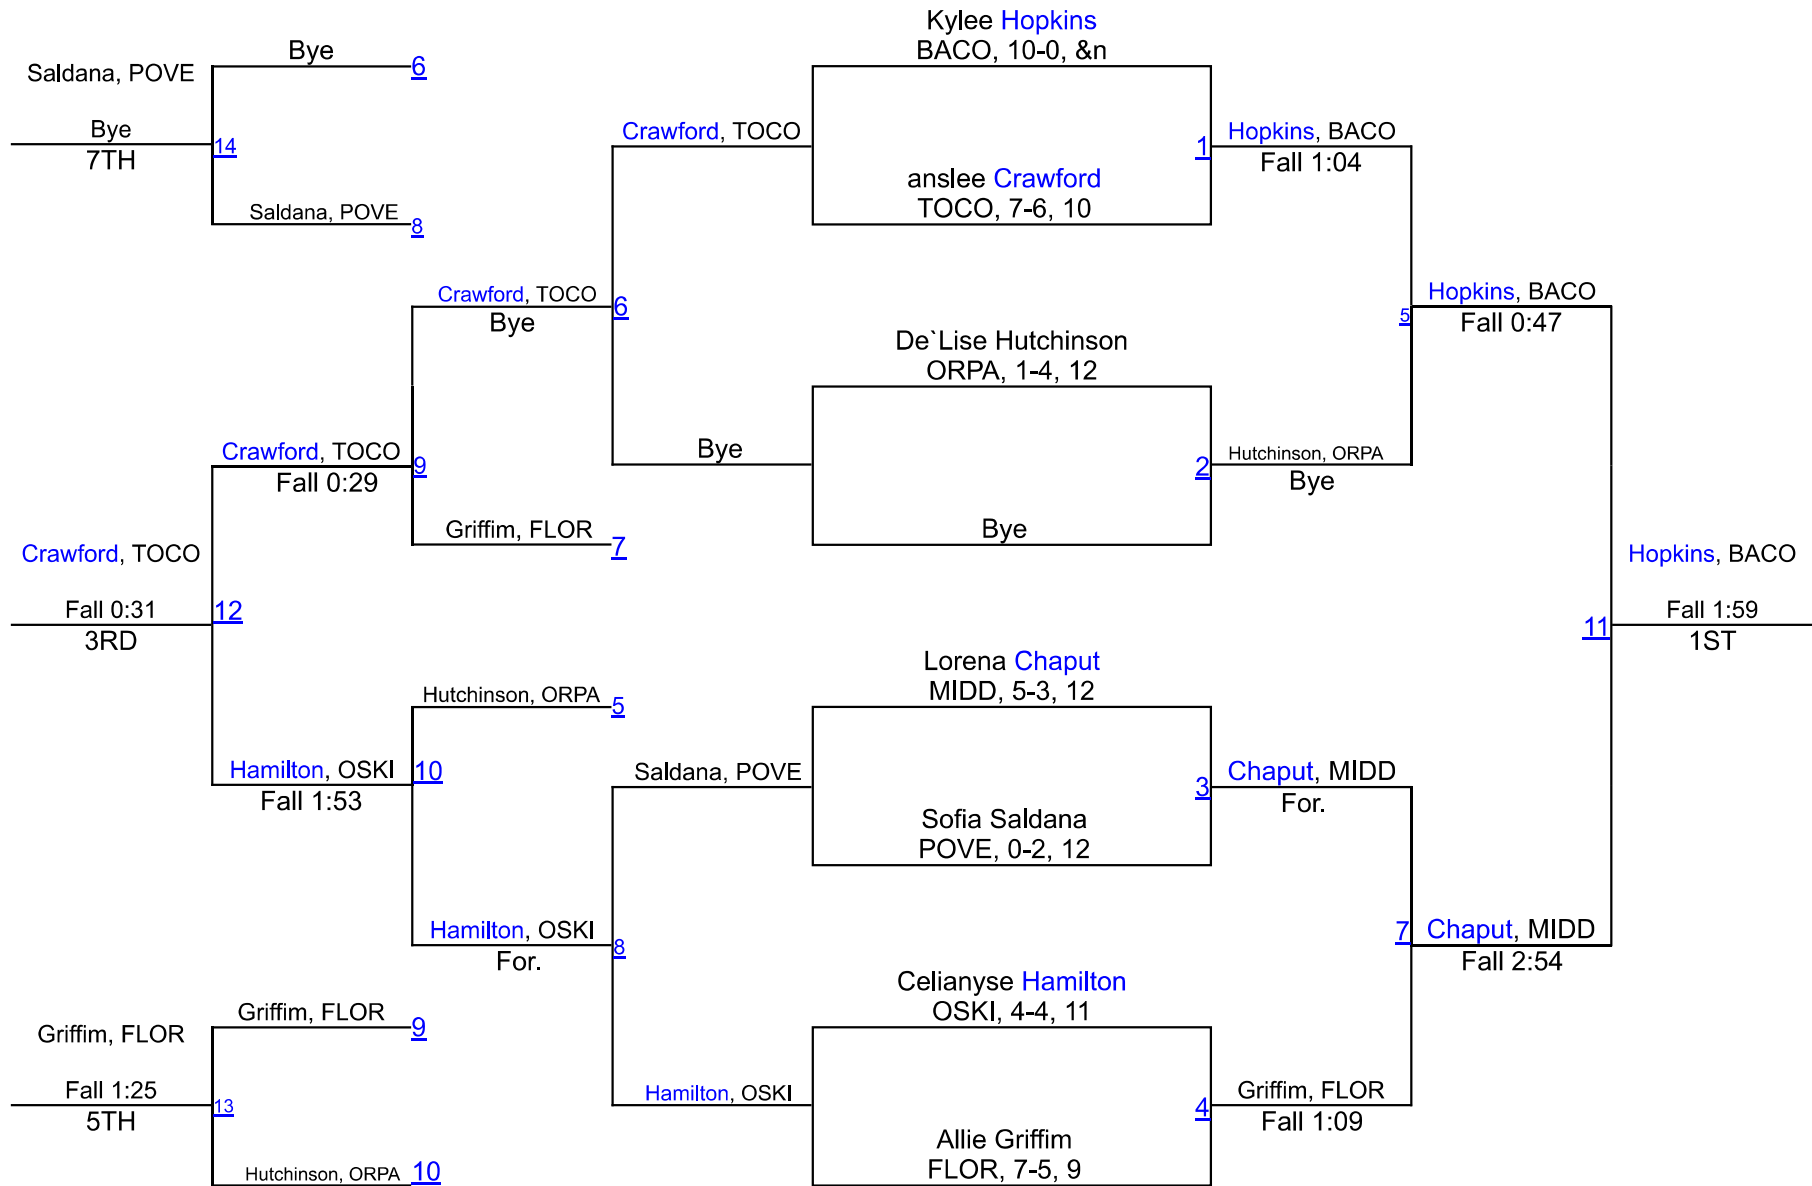 Kylee Hopkins
BACO, 10-0, &n
Bye
6
Saldana, POVE
Bye
7TH
14
Saldana, POVE
8
Crawford, TOCO
1
Hopkins, BACO
Fall 1:04
anslee Crawford
TOCO, 7-6, 10
Crawford, TOCO
Bye
6
Hopkins, BACO
Fall 0:47
5
De`Lise Hutchinson
ORPA, 1-4, 12
Crawford, TOCO
Fall 0:29
9
Bye
2
Hutchinson, ORPA
Bye
Griffim, FLOR
7
Bye
Crawford, TOCO
Fall 0:31
3RD
12
Hopkins, BACO
Fall 1:59
1ST
11
Lorena Chaput
MIDD, 5-3, 12
Hutchinson, ORPA
5
Hamilton, OSKI
Fall 1:53
10
Saldana, POVE
3
Chaput, MIDD
For.
Sofia Saldana
POVE, 0-2, 12
Hamilton, OSKI
For.
8
7
Chaput, MIDD
Fall 2:54
Celianyse Hamilton
OSKI, 4-4, 11
Griffim, FLOR
9
Griffim, FLOR
Fall 1:25
5TH
13
Hamilton, OSKI
4
Griffim, FLOR
Fall 1:09
Allie Griffim
FLOR, 7-5, 9
Hutchinson, ORPA
10